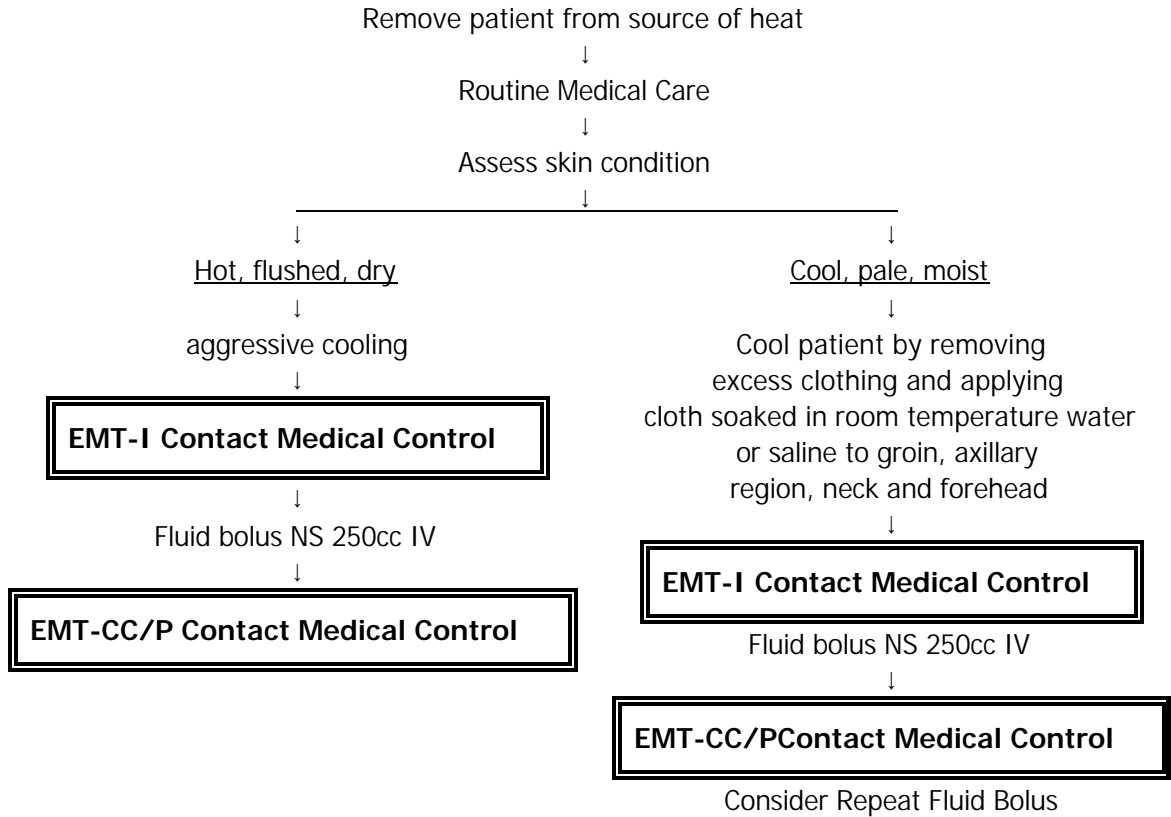 Remove patient from source of heat
↓
Routine Medical Care
↓
Assess skin condition
↓
↓
Hot, flushed, dry
↓
aggressive cooling
↓
EMT-I Contact Medical Control
↓
Fluid bolus NS 250cc IV
↓
EMT-CC/P Contact Medical Control
↓
Cool, pale, moist
↓
Cool patient by removing
excess clothing and applying
cloth soaked in room temperature water
or saline to groin, axillary
region, neck and forehead
↓
EMT-I Contact Medical Control
Fluid bolus NS 250cc IV
↓
EMT-CC/PContact Medical Control
Consider Repeat Fluid Bolus